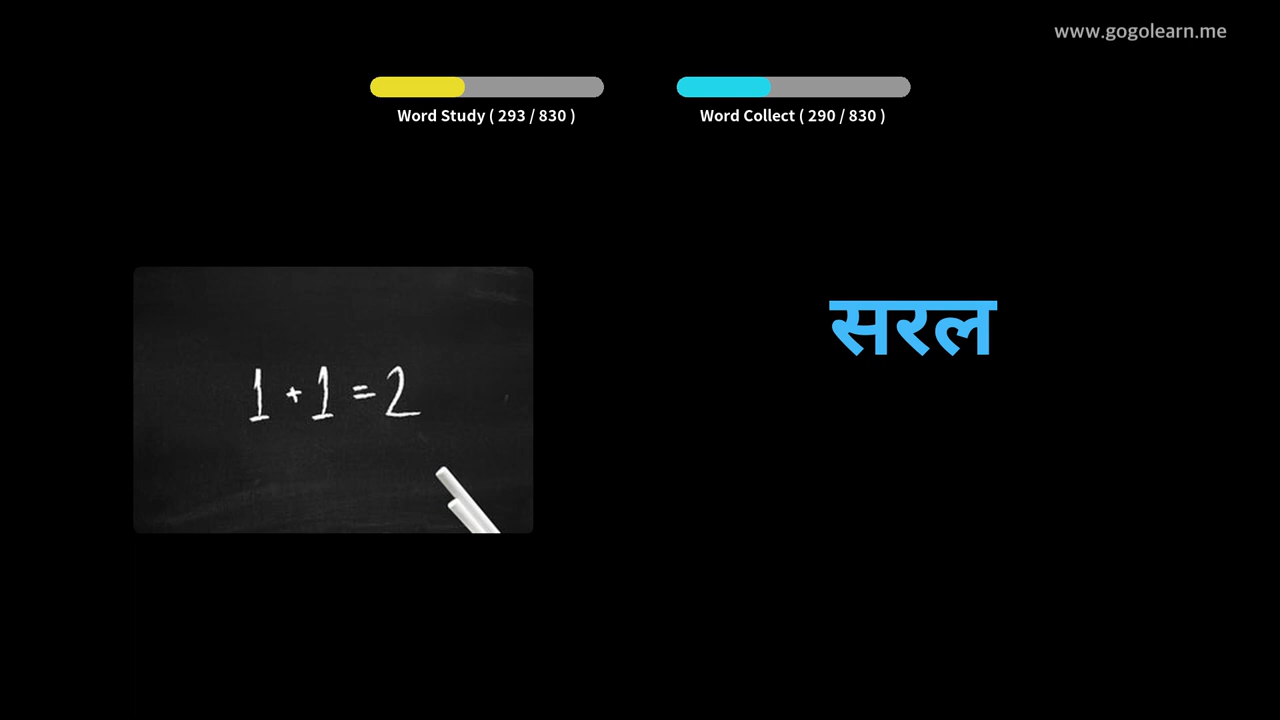 www.gogolearn.me
Word Study ( 293 / 830 )
Word Collect ( 290 / 830 )
सरल
1 + 1 = 2